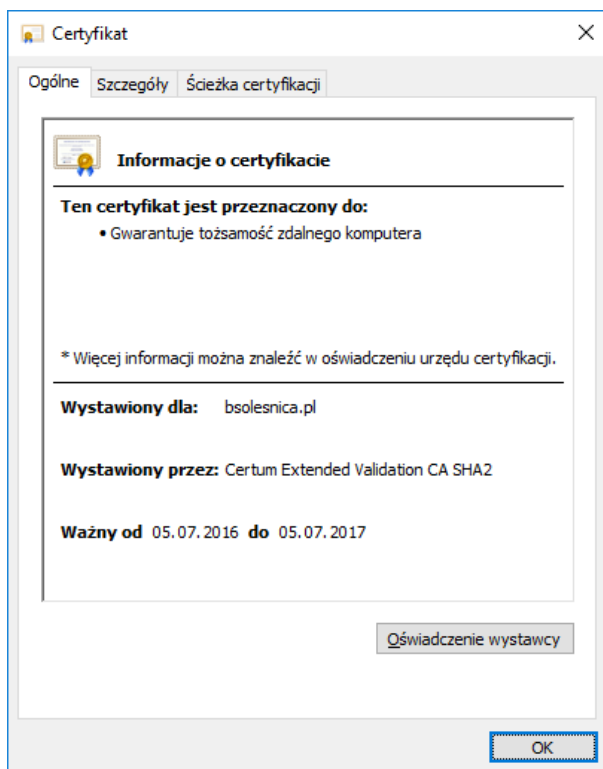 Certyfikat
Ogólne Szczegóły Ścieżka certyfikacji
Informacje o certyfikacie
Ten certyfikat jest przeznaczony do:
• Gwarantuje tożsamość zdalnego komputera
* Więcej informacji można znaleźć w oświadczeniu urzędu certyfikacji.
Wystawiony dla: bsolesnica.pl
Wystawiony przez: Certum Extended Validation CA SHA2
Ważny od 05.07.2016 do 05.07.2017
Oświadczenie wystawcy
OK